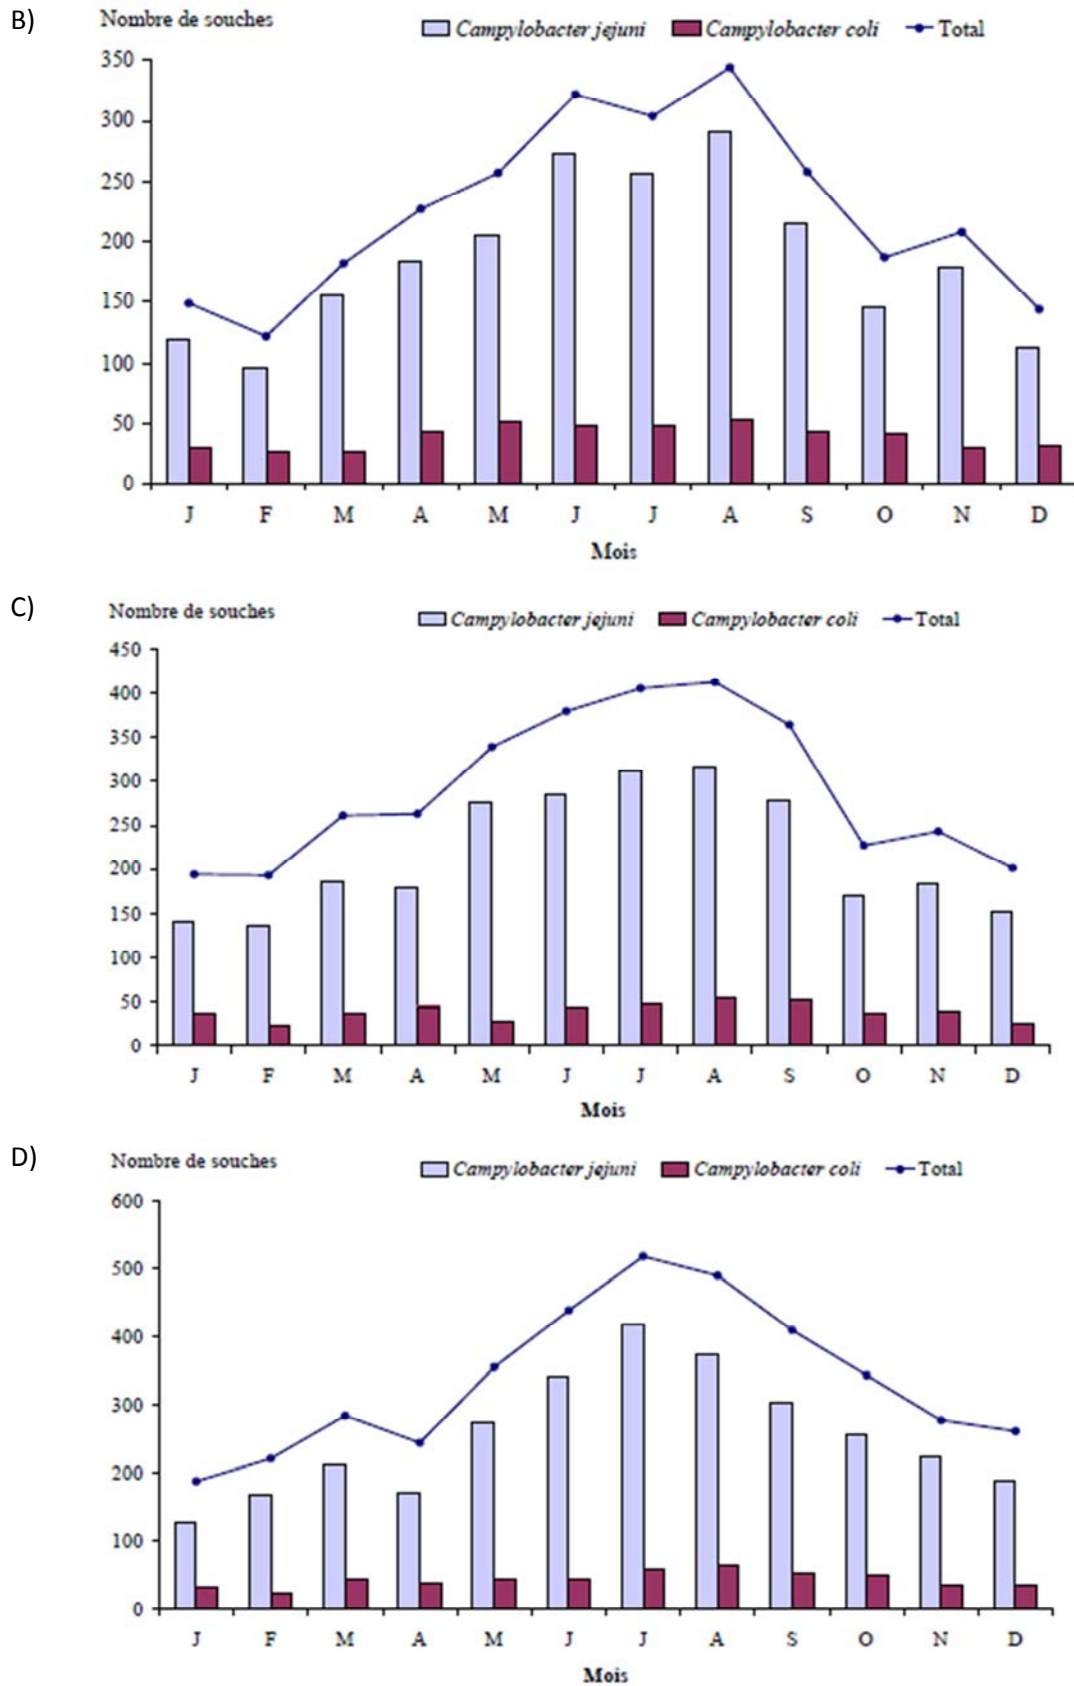 B)
Nombre de souches
Campylobacter jejuni Campylobacter coli Total
350
300
250
200
150
100
50
0
J F M A M J J A S O N D
Mois
C)
Nombre de souches
Campylobacter jejuni Campylobacter coli Total
450
400
350
300
250
200
150
100
50
0
J F M A M J J A S O N D
Mois
D)
Nombre de souches
Campylobacter jejuni Campylobacter coli Total
600
500
400
300
200
100
0
J F M A M J J A S O N D
Mois